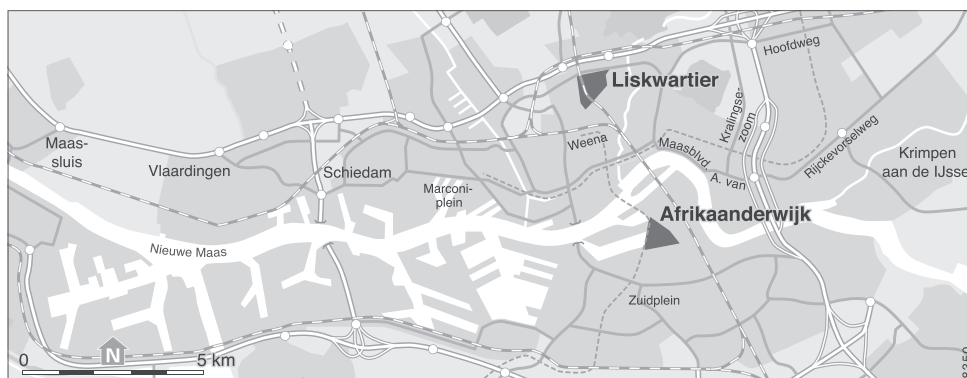 Hoofdweg
Liskwartier
Kralingse-
zoom
Rijckevorselweg
Maas-
sluis
Weena
Maasblvd.
A. van
Krimpen
aan de IJsse
Vlaardingen
Schiedam
Marconi-
plein
Afrikaanderwijk
Nieuwe Maas
Zuidplein
N
0
5 km